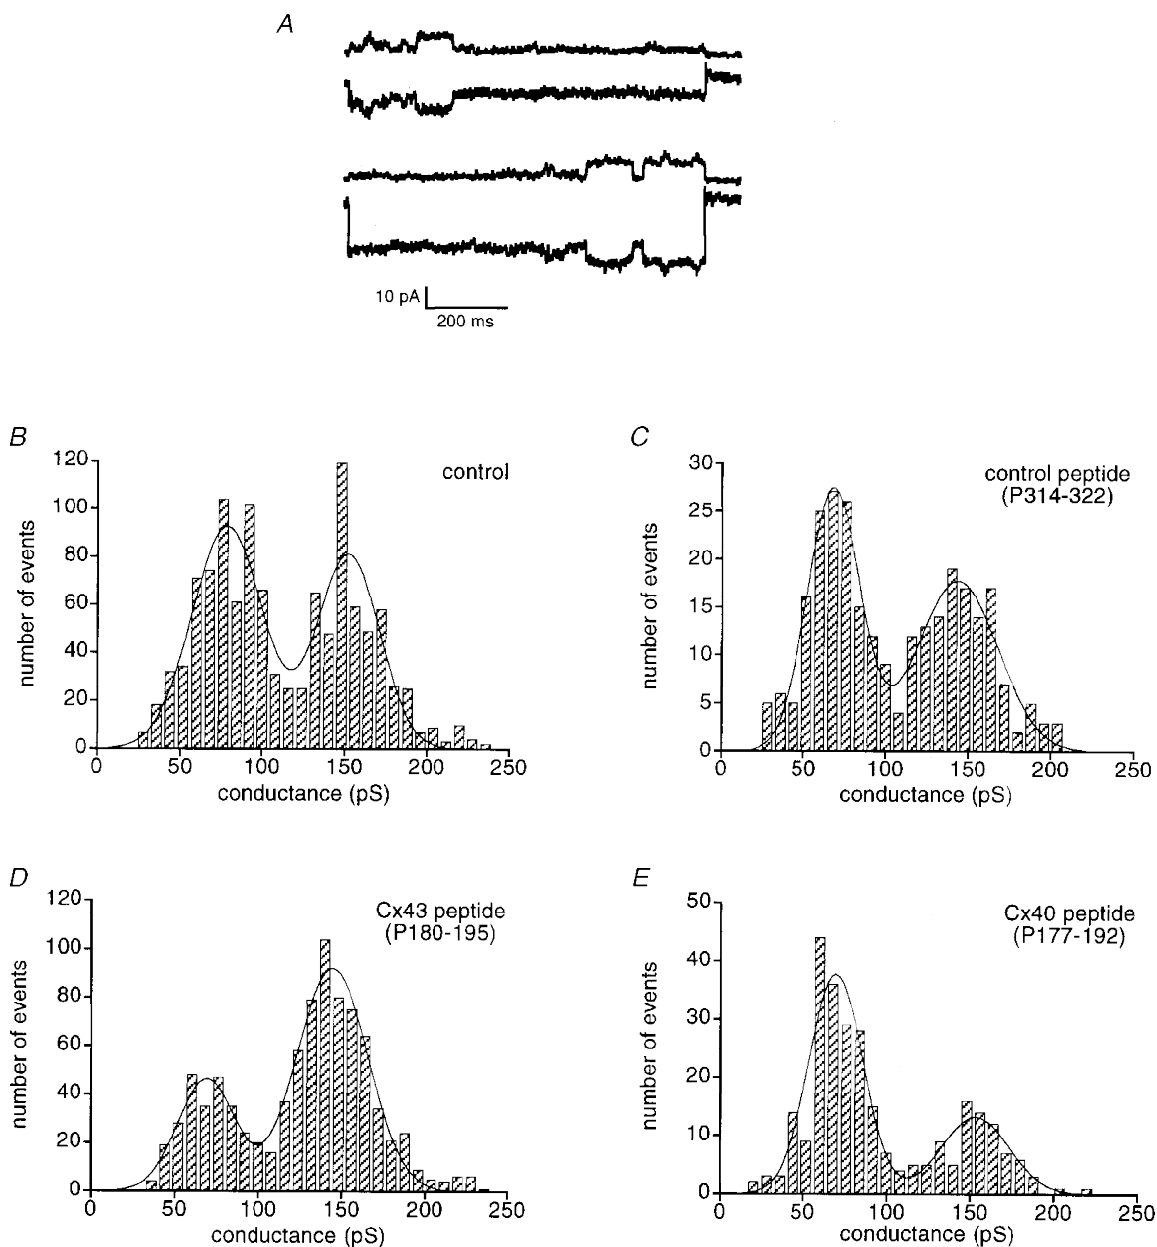 A
10 pA
200 ms
B
control
120
100
80
60
40
20
0
number of events
0 50 100 150 200 250
conductance (pS)
C
control peptide
(P314-322)
30
25
20
15
10
5
0
number of events
0 50 100 150 200 250
conductance (pS)
D
Cx43 peptide
(P180-195)
120
100
80
60
40
20
0
number of events
0 50 100 150 200 250
conductance (pS)
E
Cx40 peptide
(P177-192)
50
40
30
20
10
0
number of events
0 50 100 150 200 250
conductance (pS)